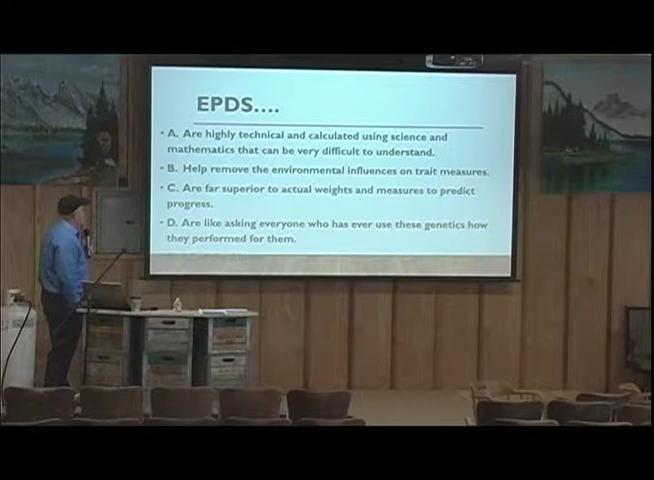 EPDS....
• A. Are highly technical and calculated using science and
mathematics that can be very difficult to understand.
• B. Help remove the environmental influences on trait measures.
• C. Are far superior to actual weights and measures to predict
progress.
• D. Are like asking everyone who has ever use these genetics how
they performed for them.